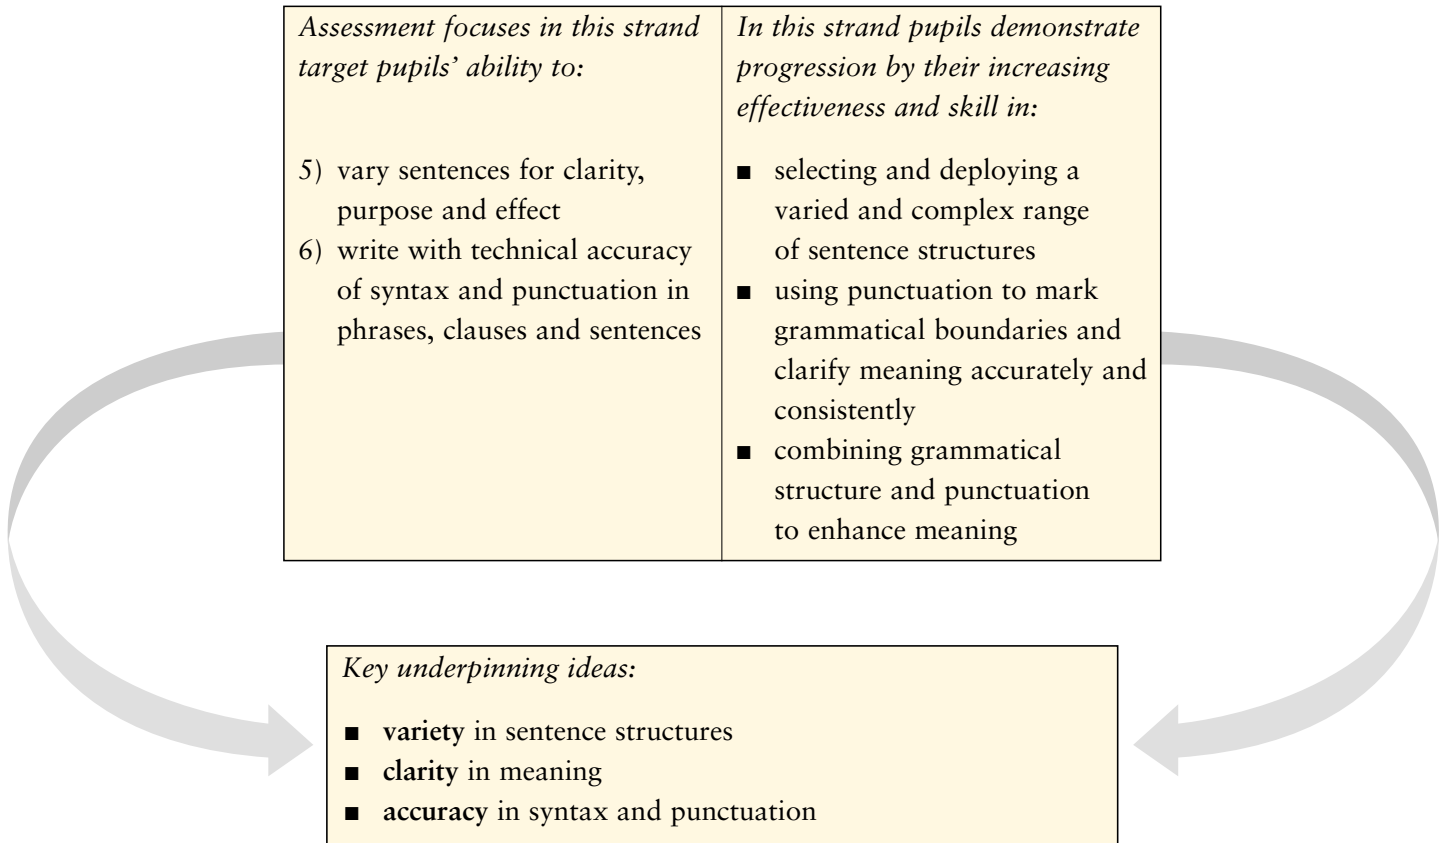 Assessment focuses in this strand
target pupils’ ability to:
5) vary sentences for clarity,
purpose and effect
6) write with technical accuracy
of syntax and punctuation in
phrases, clauses and sentences
In this strand pupils demonstrate
progression by their increasing
effectiveness and skill in:
■ selecting and deploying a
varied and complex range
of sentence structures
■ using punctuation to mark
grammatical boundaries and
clarify meaning accurately and
consistently
■ combining grammatical
structure and punctuation
to enhance meaning
Key underpinning ideas:
■ variety in sentence structures
■ clarity in meaning
■ accuracy in syntax and punctuation